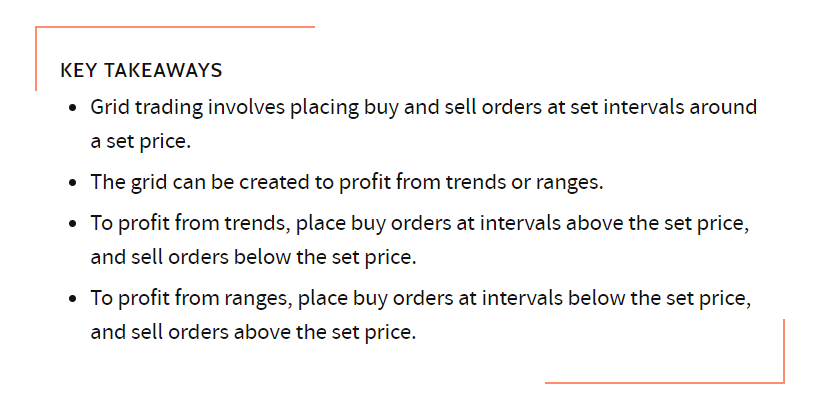 KEY TAKEAWAYS
• Grid trading involves placing buy and sell orders at set intervals around
a set price.
• The grid can be created to profit from trends or ranges.
• To profit from trends, place buy orders at intervals above the set price,
and sell orders below the set price.
• To profit from ranges, place buy orders at intervals below the set price,
and sell orders above the set price.